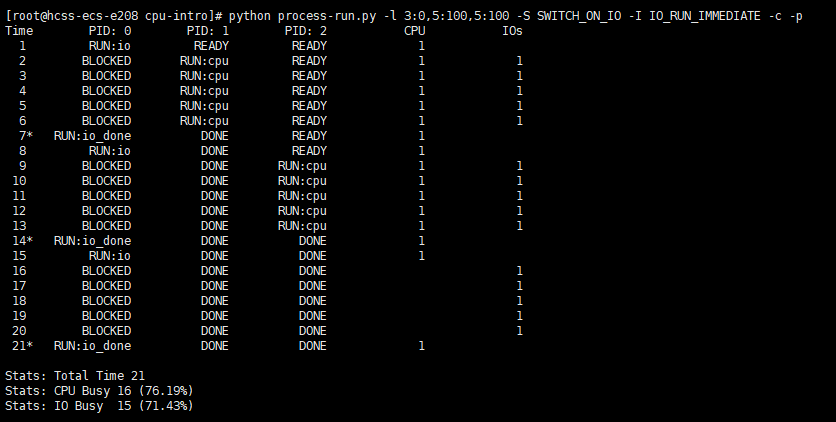 [root@hcss-ecs-e208 cpu-intro]# python process-run.py -l 3:0,5:100,5:100 -S SWITCH_ON_IO -I IO_RUN_IMMEDIATE -c -p
Time        PID: 0        PID: 1        PID: 2           CPU           IOs
  1         RUN:io         READY         READY             1
  2        BLOCKED       RUN:cpu         READY             1             1
  3        BLOCKED       RUN:cpu         READY             1             1
  4        BLOCKED       RUN:cpu         READY             1             1
  5        BLOCKED       RUN:cpu         READY             1             1
  6        BLOCKED       RUN:cpu         READY             1             1
  7*   RUN:io_done          DONE         READY             1
  8         RUN:io          DONE         READY             1
  9        BLOCKED          DONE       RUN:cpu             1             1
 10        BLOCKED          DONE       RUN:cpu             1             1
 11        BLOCKED          DONE       RUN:cpu             1             1
 12        BLOCKED          DONE       RUN:cpu             1             1
 13        BLOCKED          DONE       RUN:cpu             1             1
 14*   RUN:io_done          DONE          DONE             1
 15         RUN:io          DONE          DONE             1
 16        BLOCKED          DONE          DONE                           1
 17        BLOCKED          DONE          DONE                           1
 18        BLOCKED          DONE          DONE                           1
 19        BLOCKED          DONE          DONE                           1
 20        BLOCKED          DONE          DONE                           1
 21*   RUN:io_done          DONE          DONE             1

Stats: Total Time 21
Stats: CPU Busy 16 (76.19%)
Stats: IO Busy  15 (71.43%)